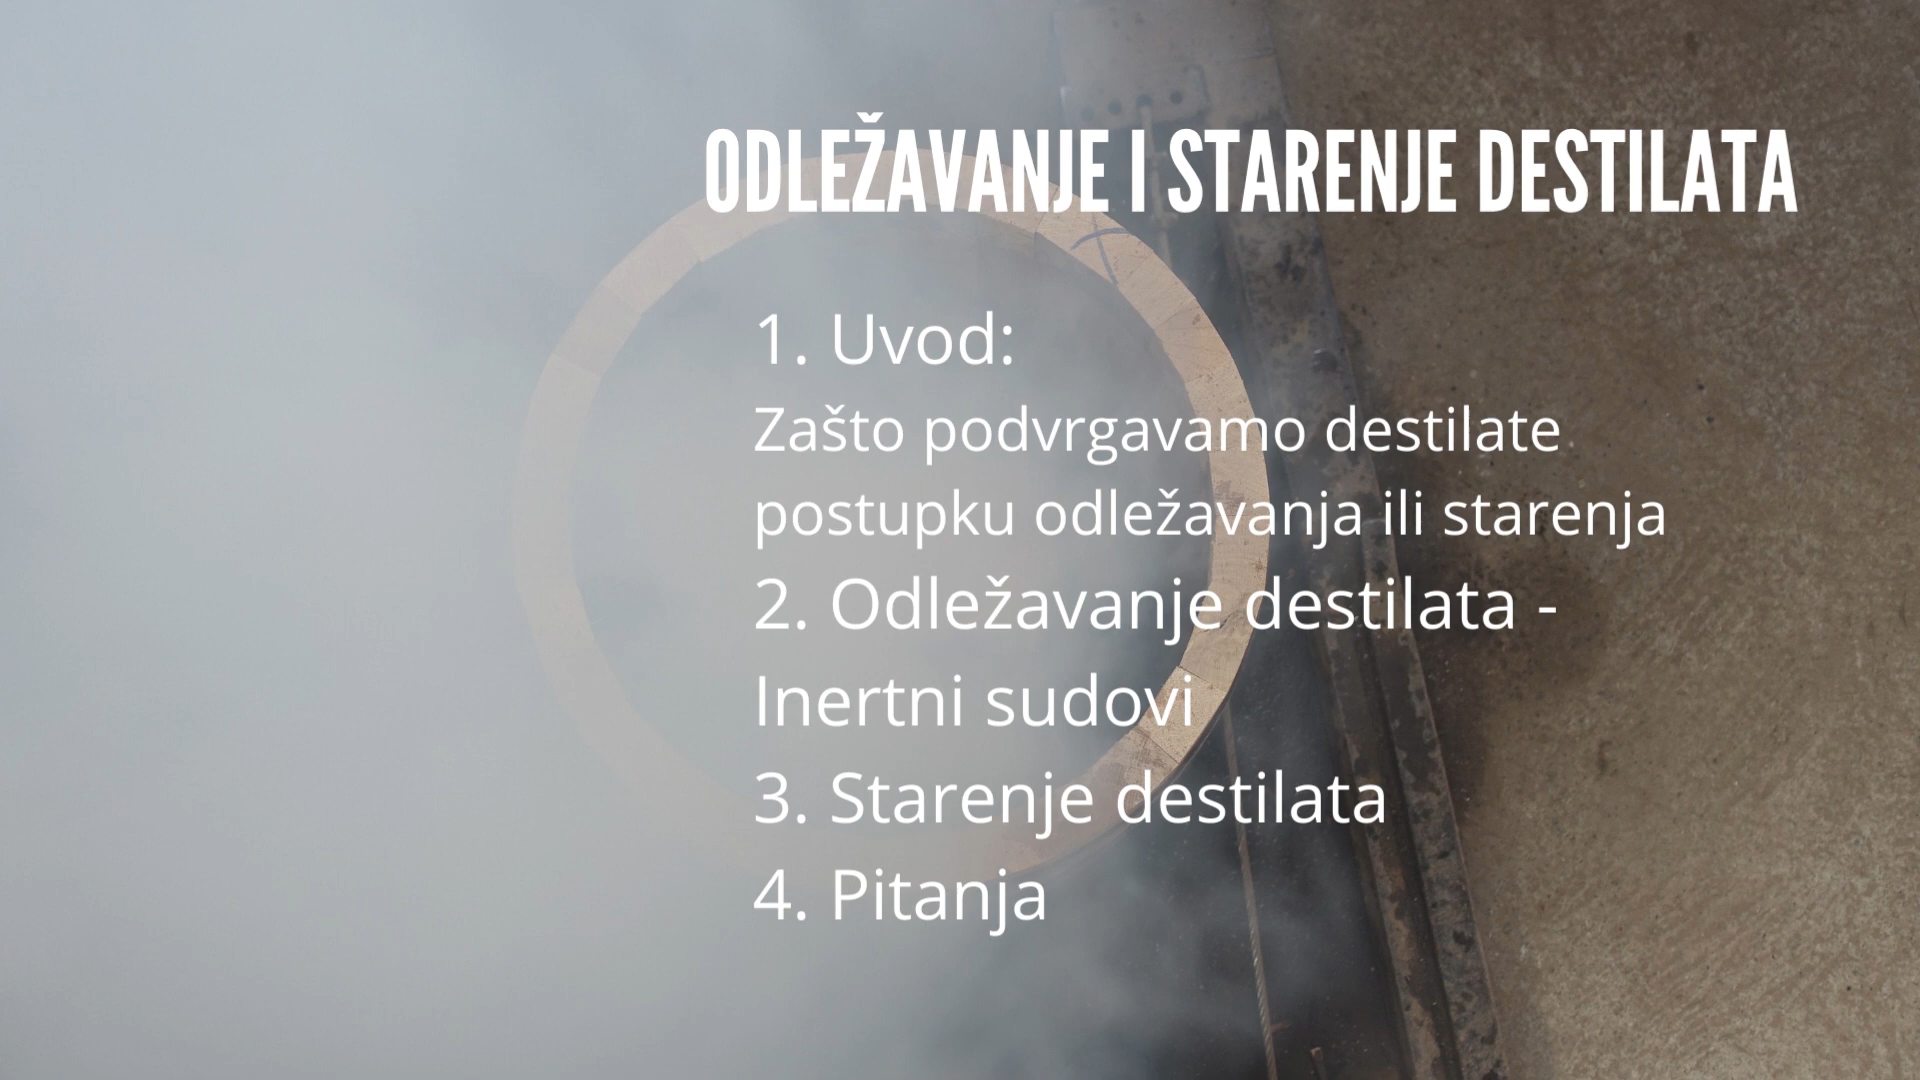 ODLEŽAVANJE I STARENJE DESTILATA
1. Uvod:
Zašto podvrgavamo destilate
postupku odležavanja ili starenja
2. Odležavanje destilata -
Inertni sudovi
3. Starenje destilata
4. Pitanja